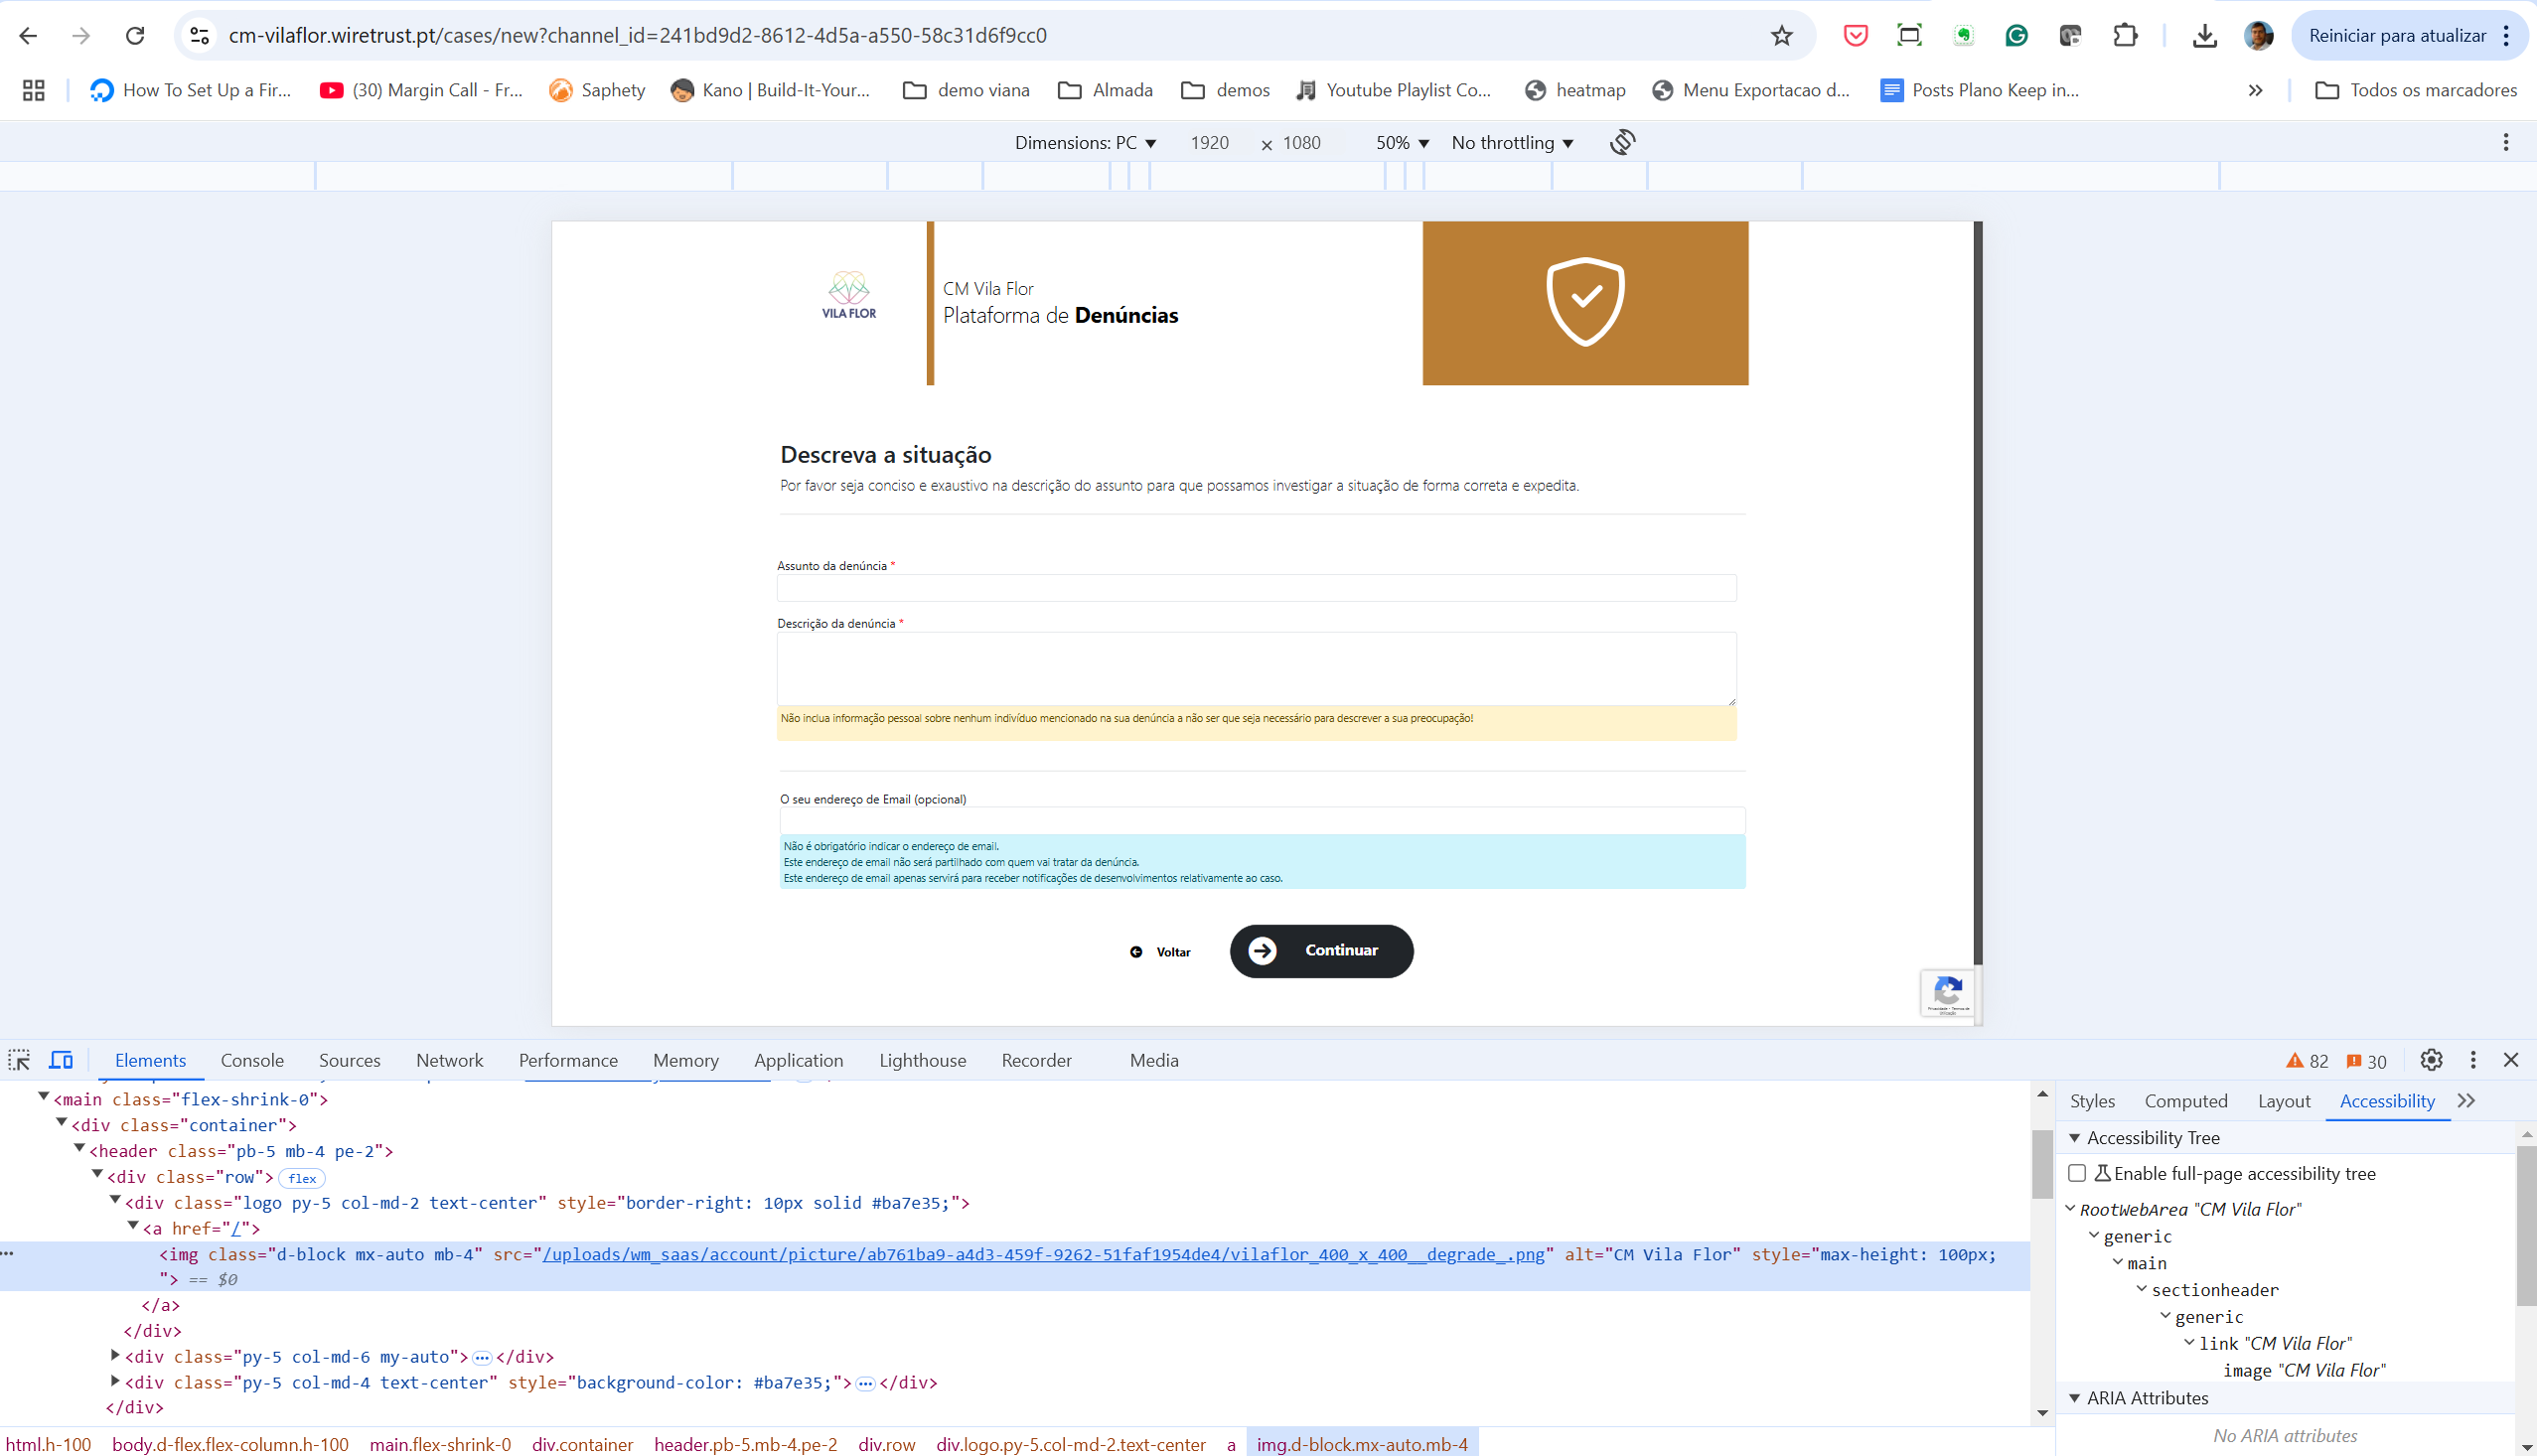 cm-vilaflor.wiretrust.pt/cases/new?channel_id=241bd9d2-8612-4d5a-a550-58c31d6f9cc0
Reiniciar para atualizar
How To Set Up a Fir...
(30) Margin Call - Fr...
Saphety
Kano | Build-It-Your...
demo viana
Almada
demos
Youtube Playlist Co...
heatmap
Menu Exportacao d...
Posts Plano Keep in...
Todos os marcadores
Dimensions: PC 1920 × 1080 50% No throttling
VILA FLOR
CM Vila Flor
Plataforma de Denúncias
Descreva a situação
Por favor seja conciso e exaustivo na descrição do assunto para que possamos investigar a situação de forma correta e expedita.
Assunto da denúncia *
Descrição da denúncia *
Não inclua informação pessoal sobre nenhum indivíduo mencionado na sua denúncia a não ser que seja necessário para descrever a sua preocupação!
O seu endereço de Email (opcional)
Não é obrigatório indicar o endereço de email.
Este endereço de email não será partilhado com quem vai tratar da denúncia.
Este endereço de email apenas servirá para receber notificações de desenvolvimentos relativamente ao caso.
Voltar
Continuar
Elements Console Sources Network Performance Memory Application Lighthouse Recorder Media
82 30
<main class="flex-shrink-0">
<div class="container">
<header class="pb-5 mb-4 pe-2">
<div class="row"> flex
<div class="logo py-5 col-md-2 text-center" style="border-right: 10px solid #ba7e35;">
<a href="/">
<img class="d-block mx-auto mb-4" src="/uploads/wm_saas/account/picture/ab761ba9-a4d3-459f-9262-51faf1954de4/vilaflor_400_x_400__degrade_.png" alt="CM Vila Flor" style="max-height: 100px;
"> == $0
</a>
</div>
<div class="py-5 col-md-6 my-auto">…</div>
<div class="py-5 col-md-4 text-center" style="background-color: #ba7e35;">…</div>
</div>
html.h-100 body.d-flex.flex-column.h-100 main.flex-shrink-0 div.container header.pb-5.mb-4.pe-2 div.row div.logo.py-5.col-md-2.text-center a img.d-block.mx-auto.mb-4
Styles Computed Layout Accessibility
Accessibility Tree
Enable full-page accessibility tree
RootWebArea "CM Vila Flor"
generic
main
sectionheader
generic
link "CM Vila Flor"
image "CM Vila Flor"
ARIA Attributes
No ARIA attributes